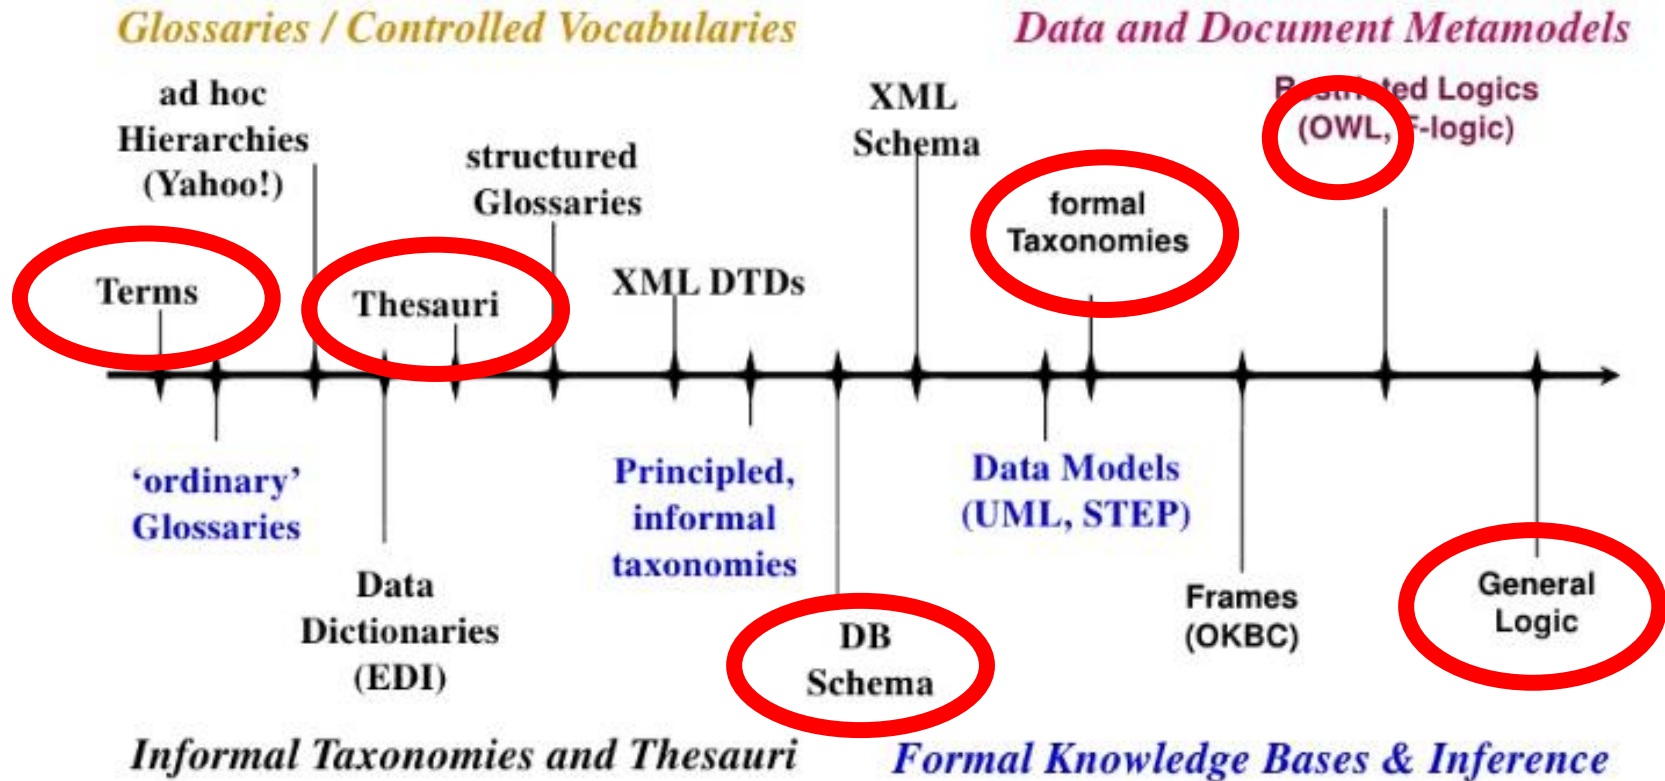 Glossaries / Controlled Vocabularies
Data and Document Metamodels
ad hoc
Hierarchies
(Yahoo!)
structured
Glossaries
XML
Schema
Restricted Logics
(OWL, F-logic)
formal
Taxonomies
Terms
Thesauri
XML DTDs
‘ordinary’
Glossaries
Principled,
informal
taxonomies
Data Models
(UML, STEP)
Data
Dictionaries
(EDI)
DB
Schema
Frames
(OKBC)
General
Logic
Informal Taxonomies and Thesauri
Formal Knowledge Bases & Inference